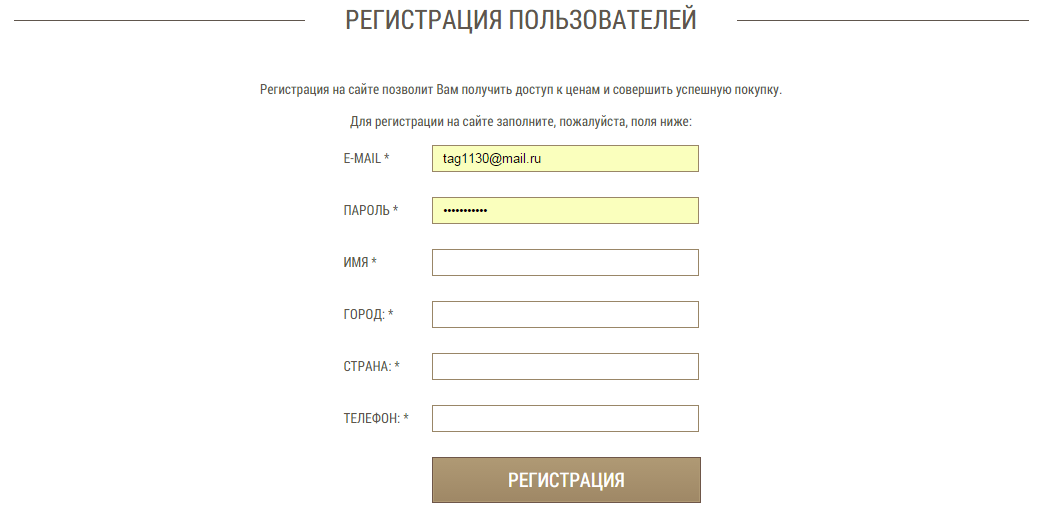 РЕГИСТРАЦИЯ ПОЛЬЗОВАТЕЛЕЙ
Регистрация на сайте позволит Вам получить доступ к ценам и совершить успешную покупку.
Для регистрации на сайте заполните, пожалуйста, поля ниже:
E-MAIL * tag1130@mail.ru
ПАРОЛЬ * •••••••••••
ИМЯ *
ГОРОД: *
СТРАНА: *
ТЕЛЕФОН: *
РЕГИСТРАЦИЯ